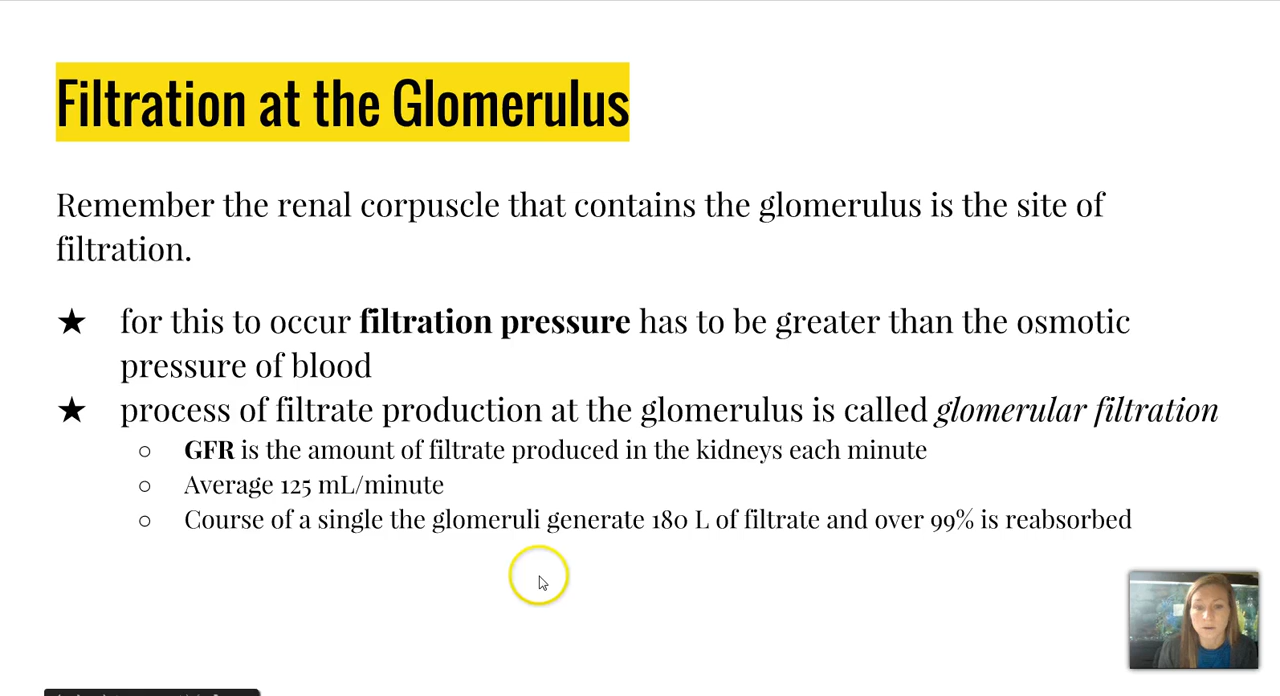 Filtration at the Glomerulus
Remember the renal corpuscle that contains the glomerulus is the site of
filtration.
★ for this to occur filtration pressure has to be greater than the osmotic
pressure of blood
★ process of filtrate production at the glomerulus is called glomerular filtration
○ GFR is the amount of filtrate produced in the kidneys each minute
○ Average 125 mL/minute
○ Course of a single the glomeruli generate 180 L of filtrate and over 99% is reabsorbed